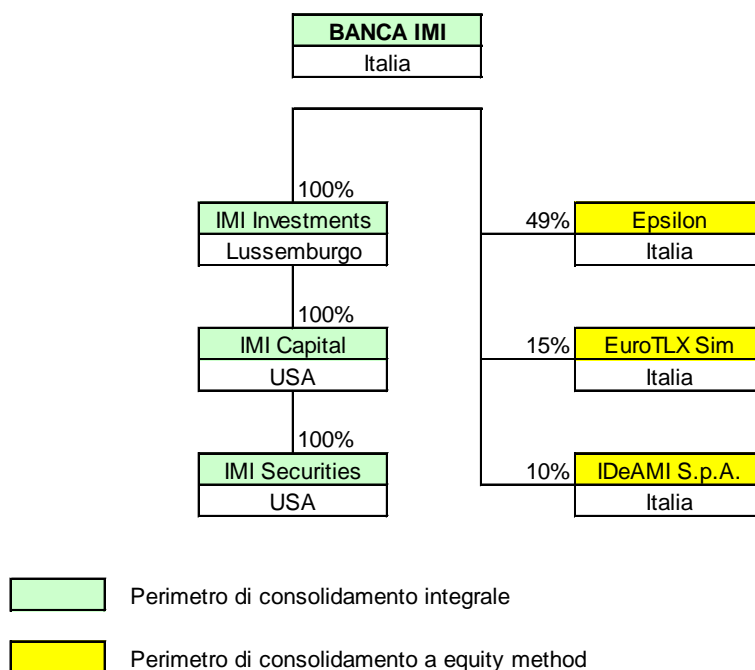 BANCA IMI
Italia
100%
IMI Investments
Lussemburgo
49%
Epsilon
Italia
100%
IMI Capital
USA
15%
EuroTLX Sim
Italia
100%
IMI Securities
USA
10%
IDeAMI S.p.A.
Italia
Perimetro di consolidamento integrale
Perimetro di consolidamento a equity method